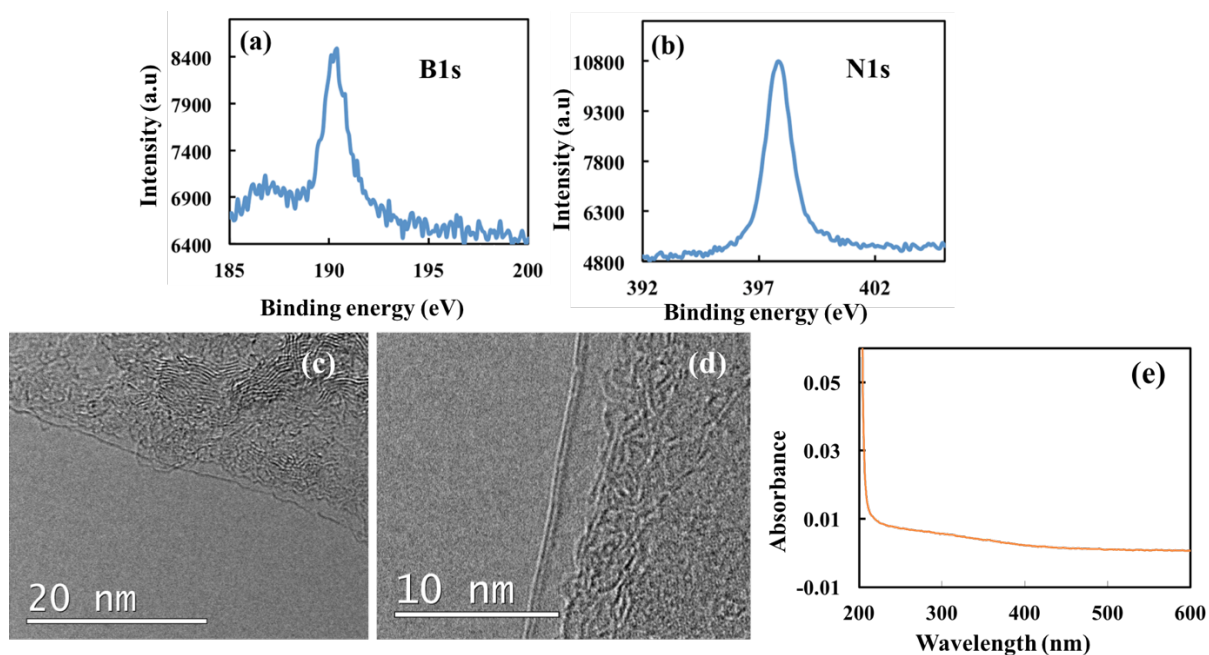 (a)
B1s
8400
7900
7400
6900
6400
185 190 195 200
Intensity (a.u)
Binding energy (eV)
(b)
N1s
10800
9300
7800
6300
4800
392 397 402
Intensity (a.u)
Binding energy (eV)
(c)
20 nm
(d)
10 nm
(e)
0.05
0.03
0.01
-0.01
200 300 400 500 600
Absorbance
Wavelength (nm)